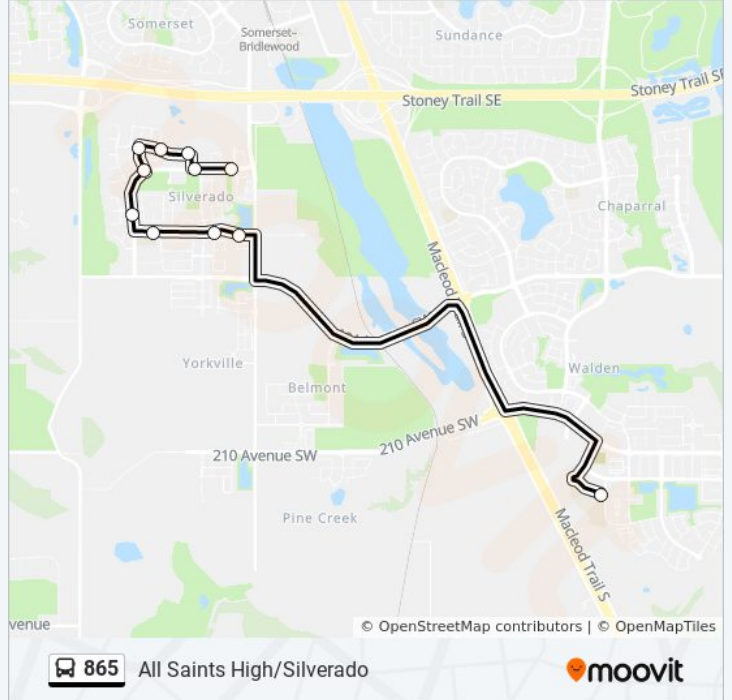 Somerset
Somerset–
Bridlewood
Sundance
Stoney Trail SE
Stoney Trail SE
Silverado
Chaparral
Macleod
Yorkville
Belmont
Walden
210 Avenue SW
210 Avenue SW
Pine Creek
Macleod Trail S
venue
© OpenStreetMap contributors | © OpenMapTiles
865 All Saints High/Silverado
moovit